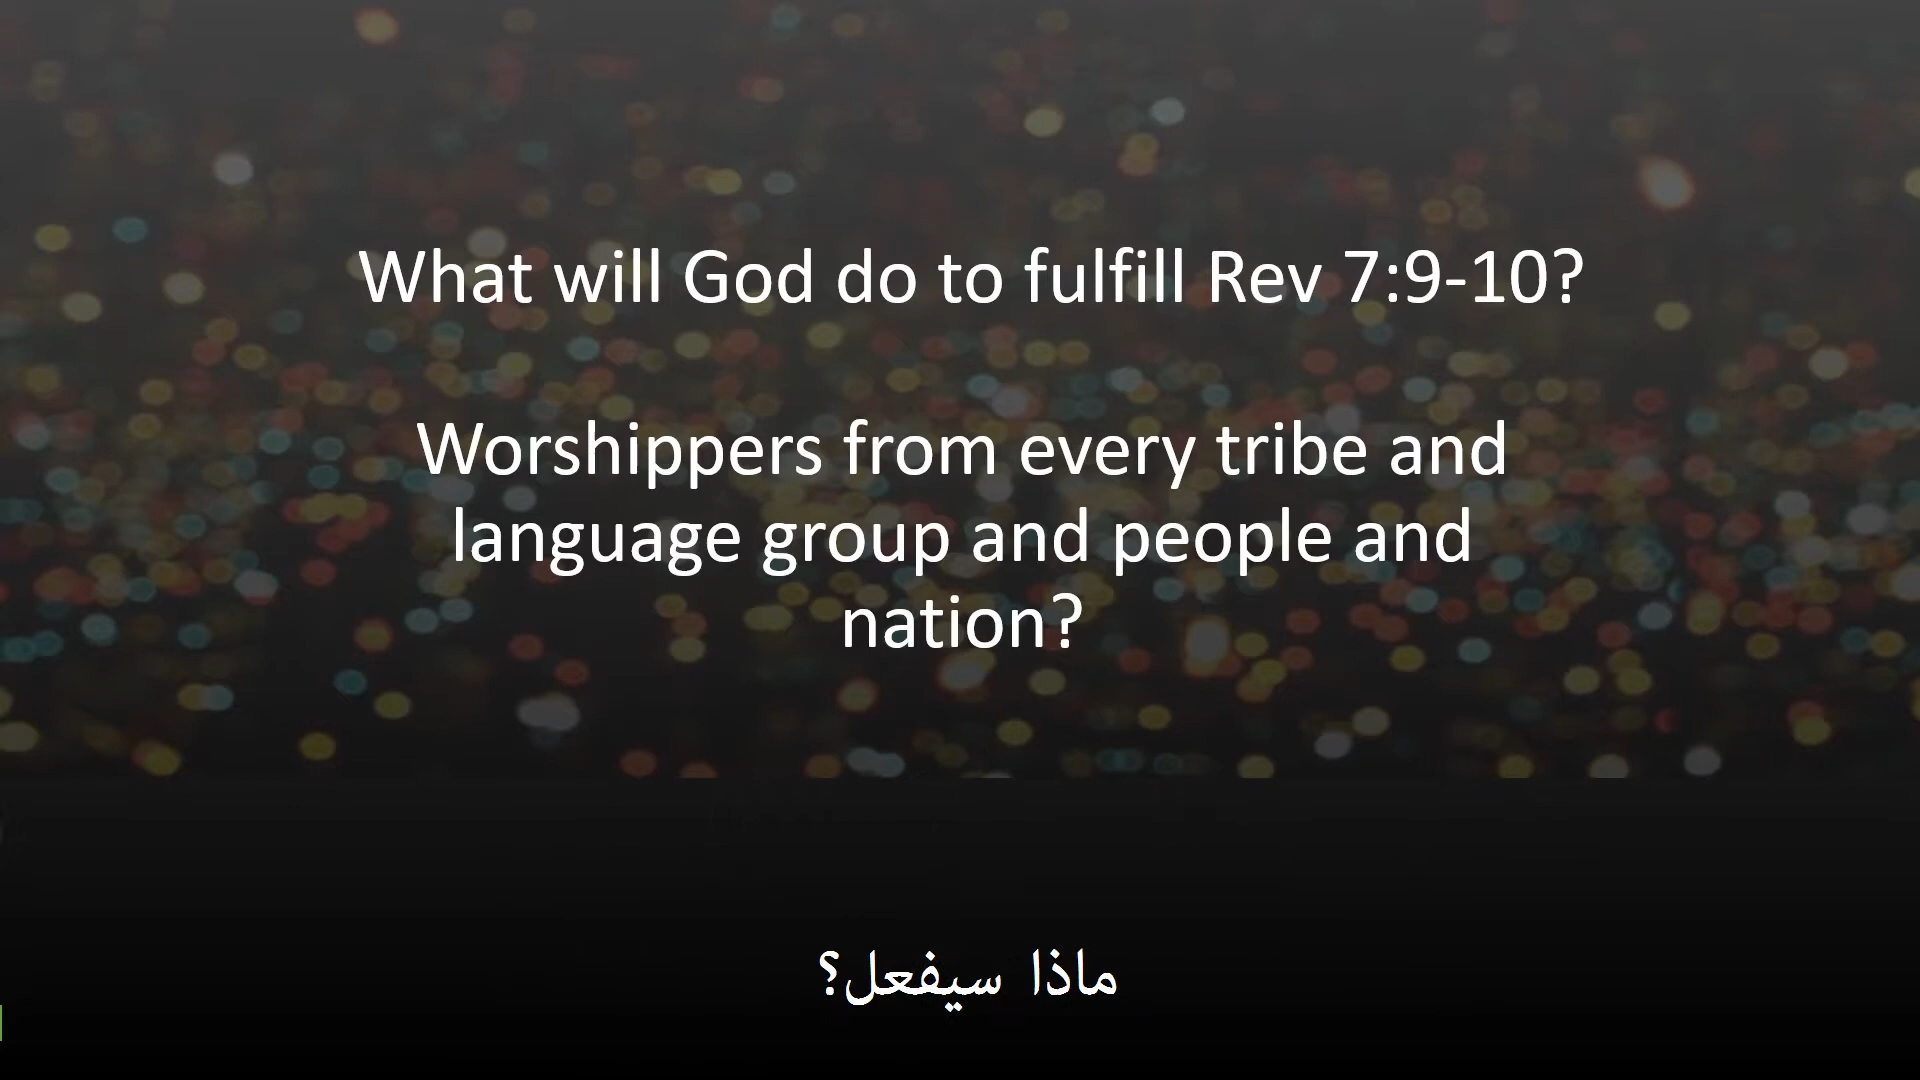 What will God do to fulfill Rev 7:9-10?
Worshippers from every tribe and
language group and people and
nation?
ماذا سيفعل؟